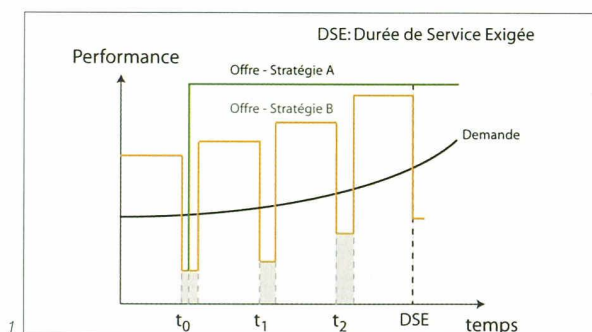 DSE: Durée de Service Exigée
Performance
Offre - Stratégie A
Offre - Stratégie B
Demande
t0 t1 t2 DSE temps
1